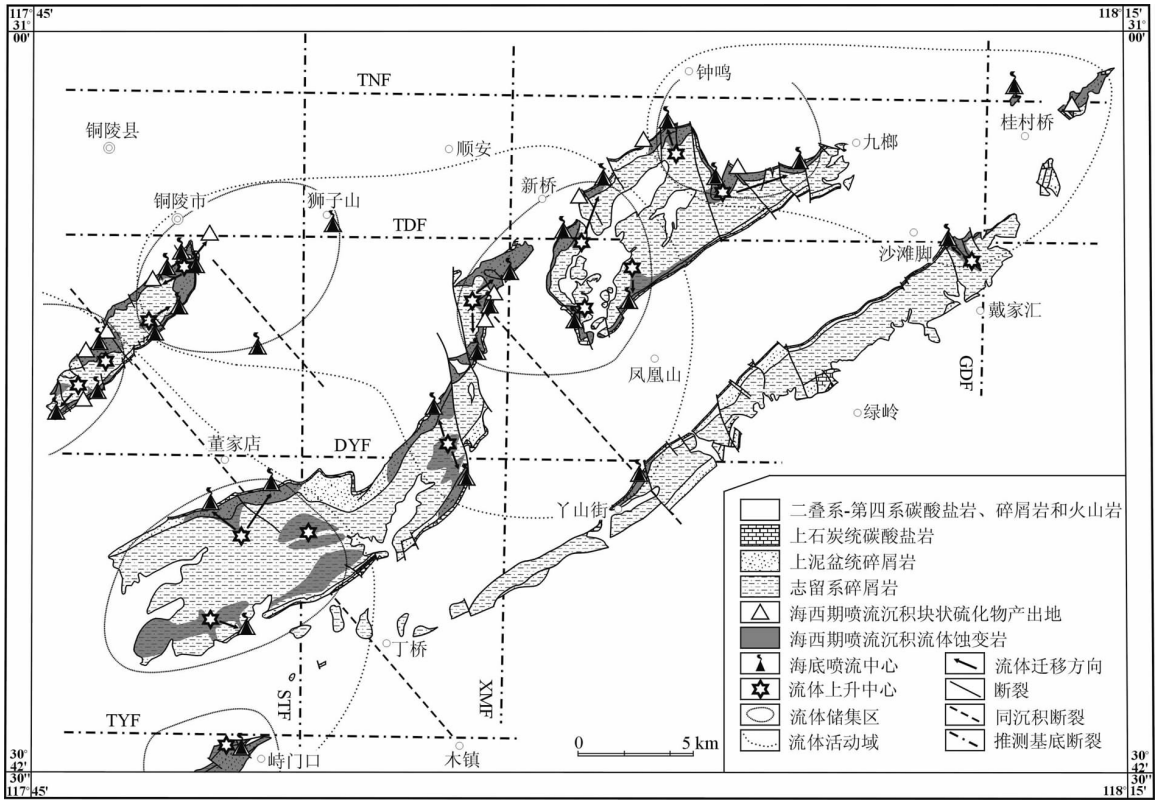 117°45′
118°15′
31°
00′
31°
00′
钟鸣
TNF
桂村桥
铜陵县
顺安
九榔
铜陵市
狮子山
新桥
TDF
沙滩脚
戴家汇
凤凰山
GDF
绿岭
董家店
DYF
丫山街
二叠系-第四系碳酸盐岩、碎屑岩和火山岩
上石炭统碳酸盐岩
上泥盆统碎屑岩
志留系碎屑岩
海西期喷流沉积块状硫化物产出地
海西期喷流沉积流体蚀变岩
海底喷流中心
流体迁移方向
流体上升中心
断裂
流体储集区
同沉积断裂
流体活动域
推测基底断裂
丁桥
STF
XMF
TYF
峙门口
木镇
0
5 km
30°
42′
30″
117°45′
30°
42′
30″
118°15′